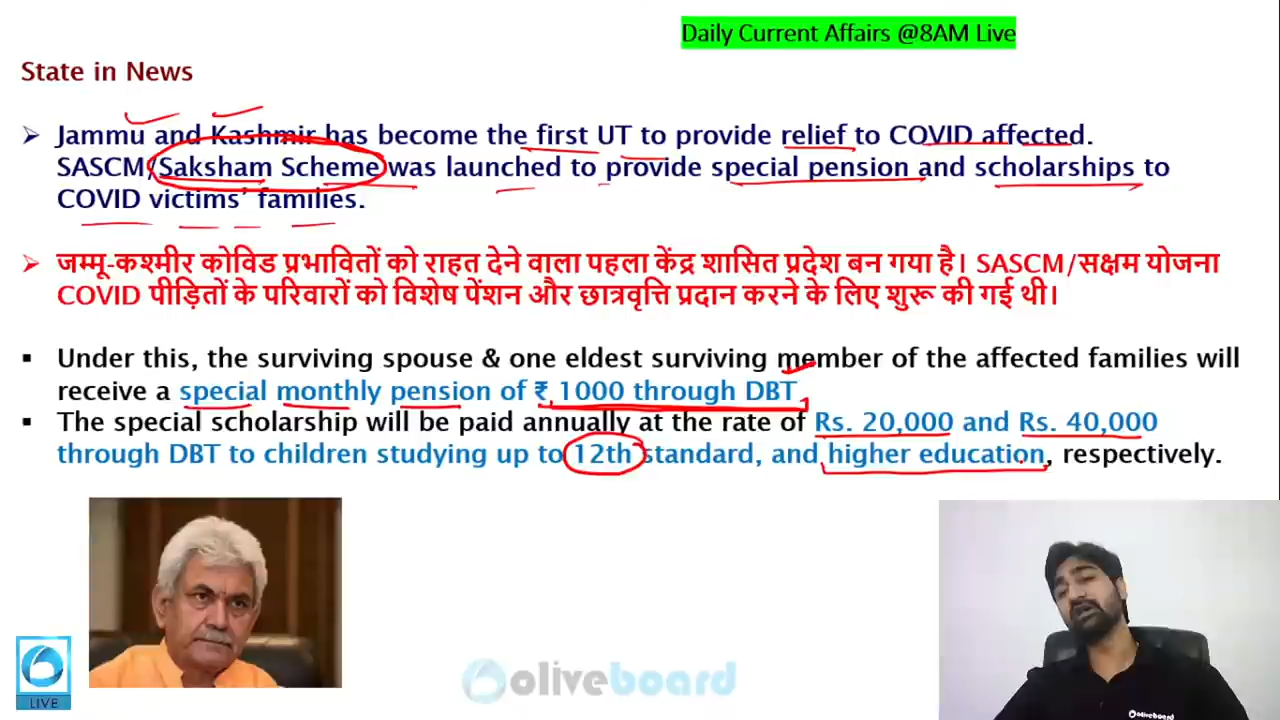 Daily Current Affairs @8AM Live
State in News
Jammu and Kashmir has become the first UT to provide relief to COVID affected.
SASCM/Saksham Scheme was launched to provide special pension and scholarships to
COVID victims’ families.
जम्मू-कश्मीर कोविड प्रभावितों को राहत देने वाला पहला केंद्र शासित प्रदेश बन गया है। SASCM/सक्षम योजना
COVID पीड़ितों के परिवारों को विशेष पेंशन और छात्रवृत्ति प्रदान करने के लिए शुरू की गई थी।
Under this, the surviving spouse & one eldest surviving member of the affected families will
receive a special monthly pension of ₹ 1000 through DBT.
The special scholarship will be paid annually at the rate of Rs. 20,000 and Rs. 40,000
through DBT to children studying up to 12th standard, and higher education, respectively.
LIVE
oliveboard
oliveboard